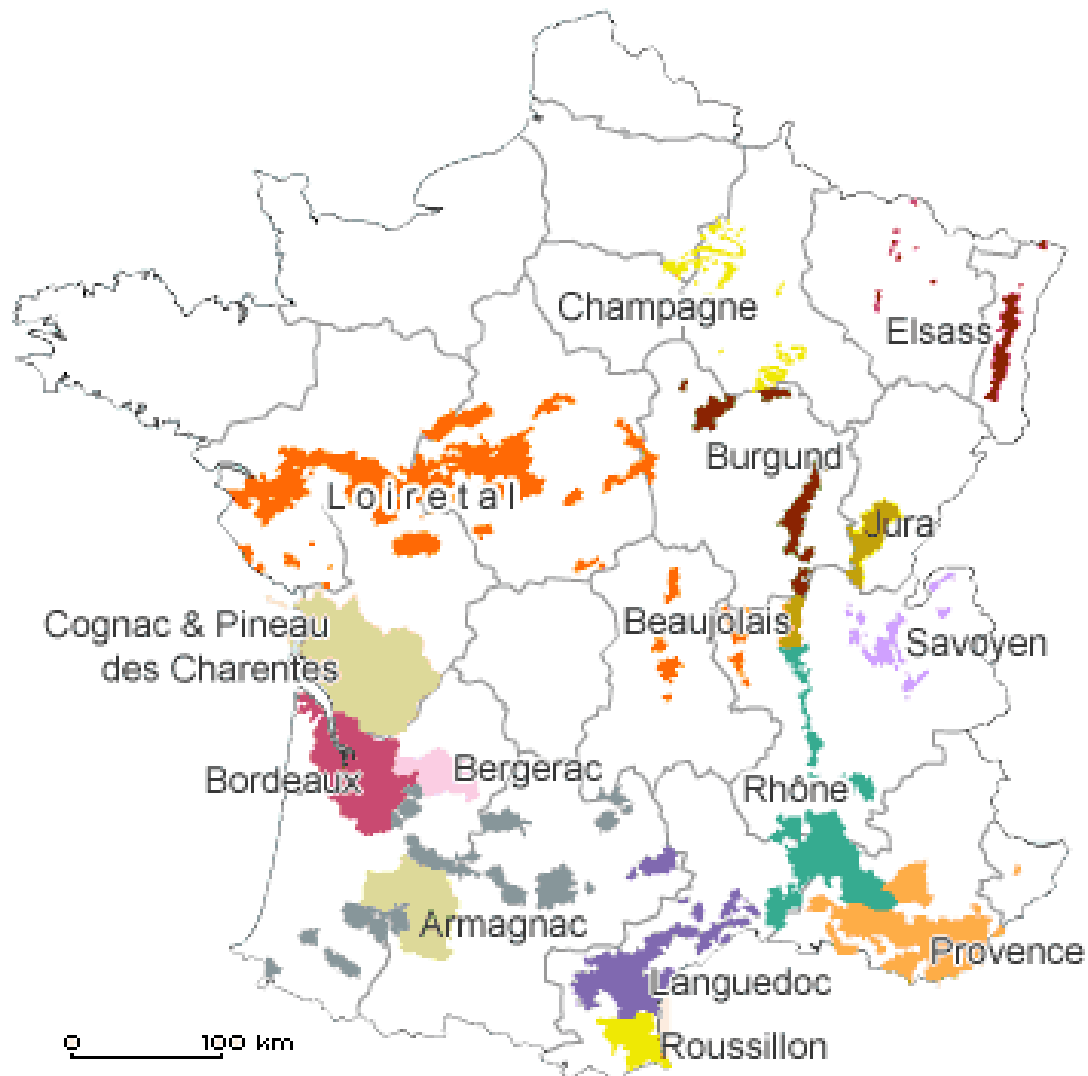 Champagne
Elsass
Burgund
Loiretal
Jura
Cognac & Pineau
des Charentes
Beaujolais
Savoyen
Bordeaux
Bergerac
Rhône
Armagnac
Provence
Languedoc
Roussillon
0 100 km